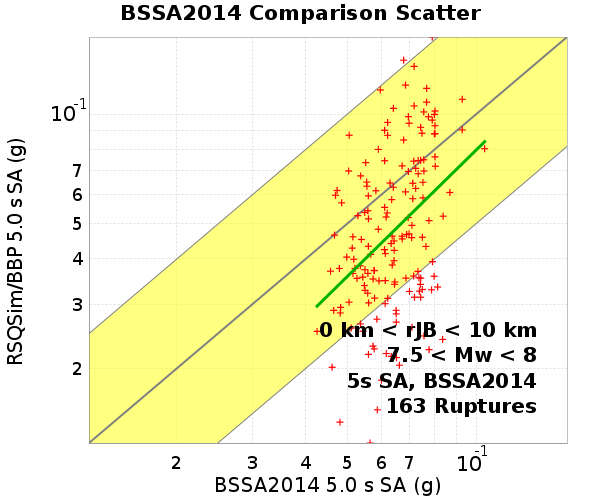 BSSA2014 Comparison Scatter
RSQSim/BBP 5.0 s SA (g)
10⁻¹
7
6
5
4
3
2
0 km < rJB < 10 km
7.5 < Mw < 8
5s SA, BSSA2014
163 Ruptures
2 3 4 5 6 7 10⁻¹
BSSA2014 5.0 s SA (g)